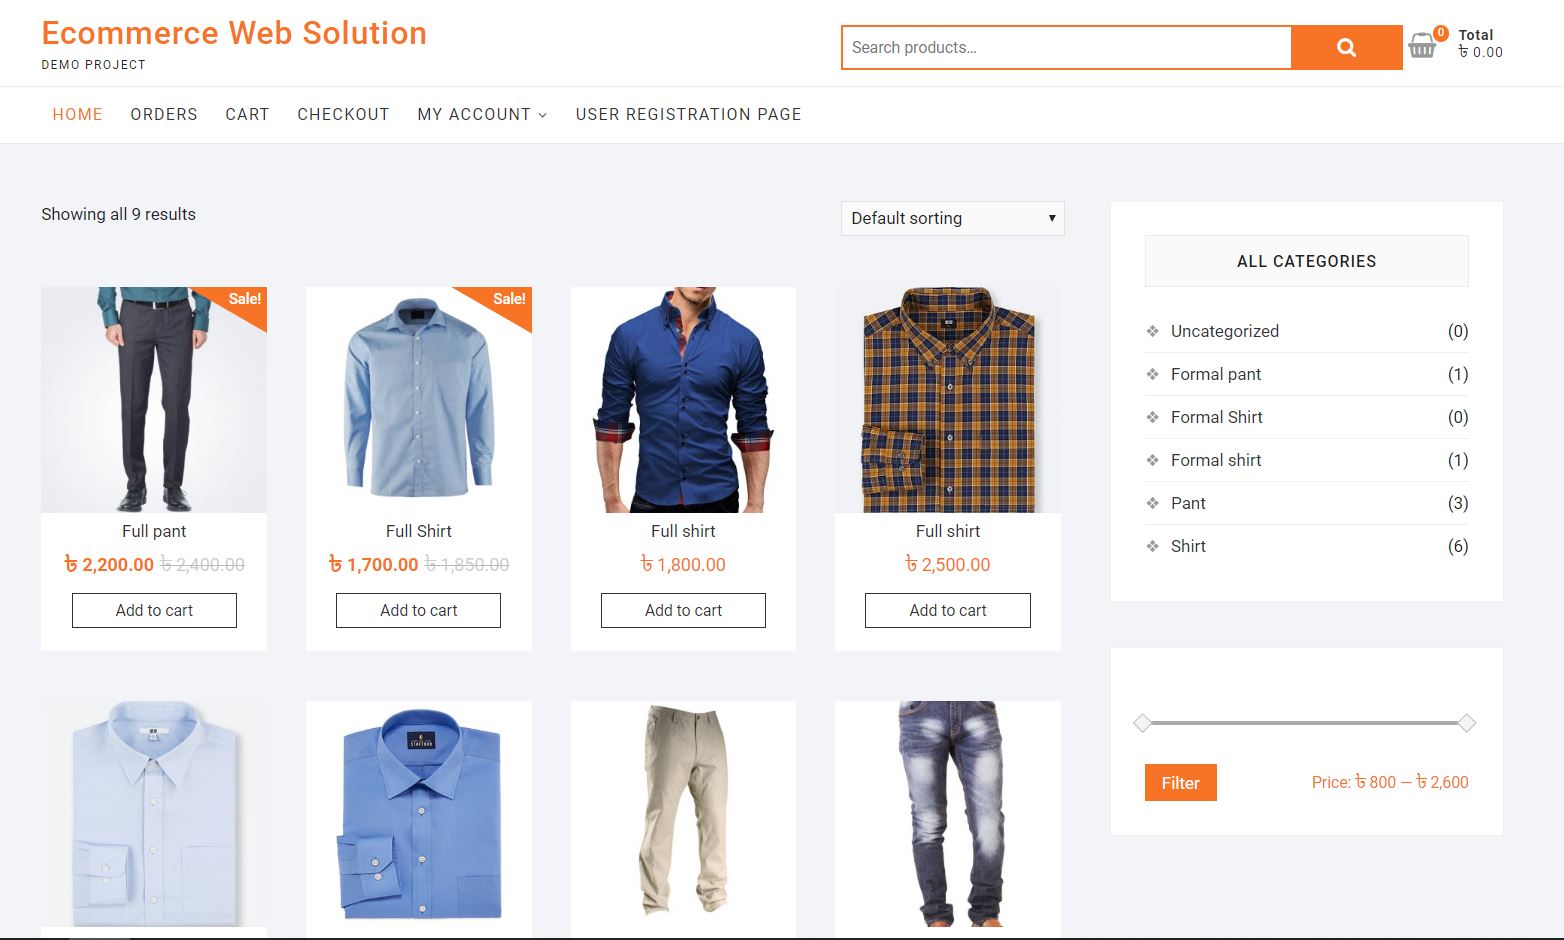 Ecommerce Web Solution
DEMO PROJECT
Search products...
0
Total
৳ 0.00
HOME ORDERS CART CHECKOUT MY ACCOUNT USER REGISTRATION PAGE
Showing all 9 results
Default sorting
Sale!
Sale!
Full pant
৳ 2,200.00 ৳ 2,400.00
Add to cart
Full Shirt
৳ 1,700.00 ৳ 1,850.00
Add to cart
Full shirt
৳ 1,800.00
Add to cart
Full shirt
৳ 2,500.00
Add to cart
STAFFORD
ALL CATEGORIES
Uncategorized (0)
Formal pant (1)
Formal Shirt (0)
Formal shirt (1)
Pant (3)
Shirt (6)
Filter
Price: ৳ 800 — ৳ 2,600